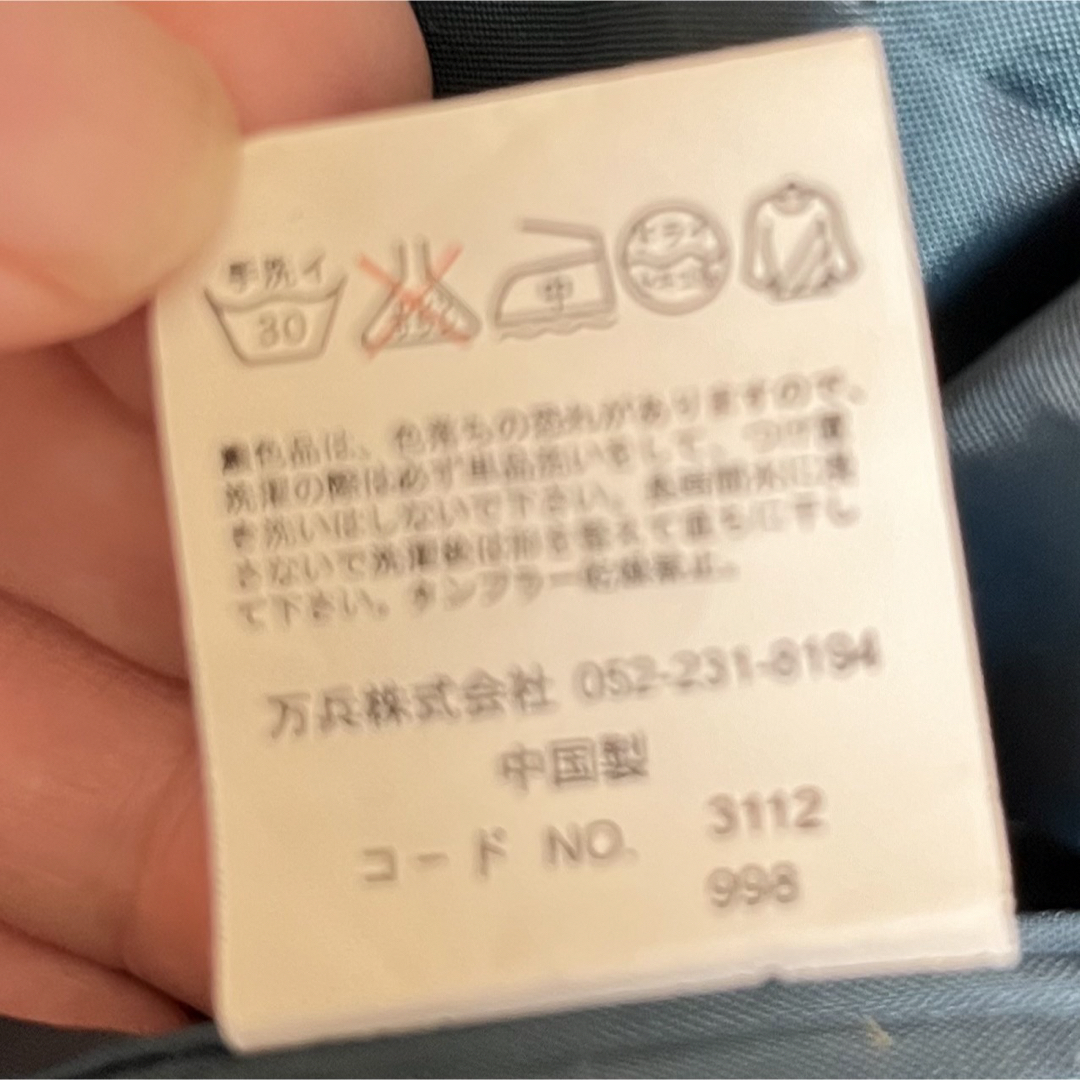 手洗イ
30
中
ドライ
濃色品は、色落ちの恐れがありますので、
洗濯の際は必ず単品洗いをして、つけ置
き洗いはしないで下さい。長時間水に浸
さないで洗濯後は形を整えて直ちに干し
て下さい。タンブラー乾燥禁止。
万兵株式会社 052-231-8194
中国製
コード NO. 3112
998